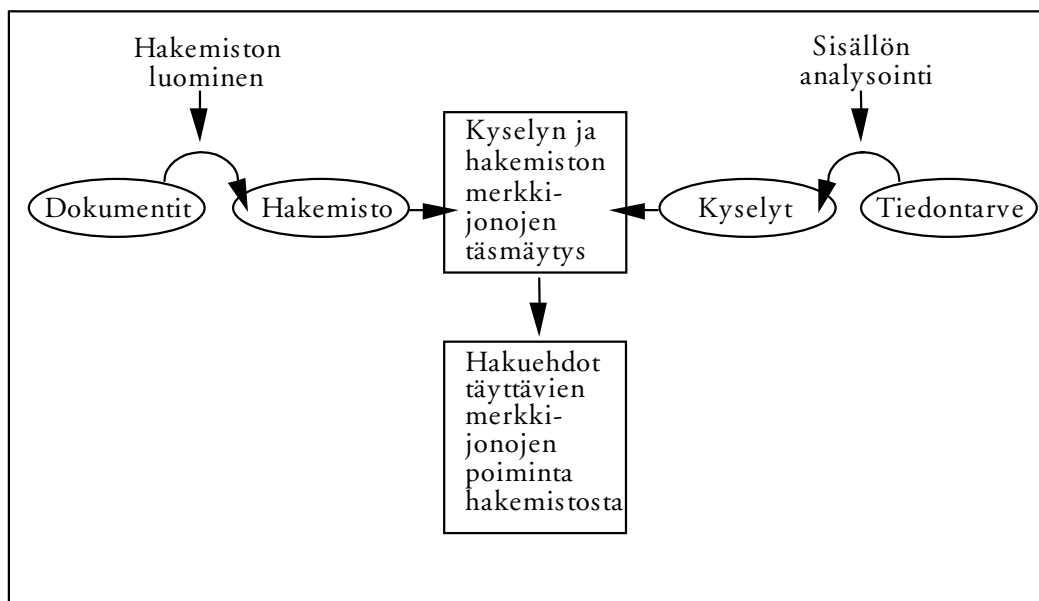 Hakemiston
luominen
Sisällön
analysointi
Kyselyn ja
hakemiston
merkki-
jonojen
täsmäytys
Dokumentit
Hakemisto
Kyselyt
Tiedontarve
Hakuehdot
täyttävien
merkki-
jonojen
poiminta
hakemistosta